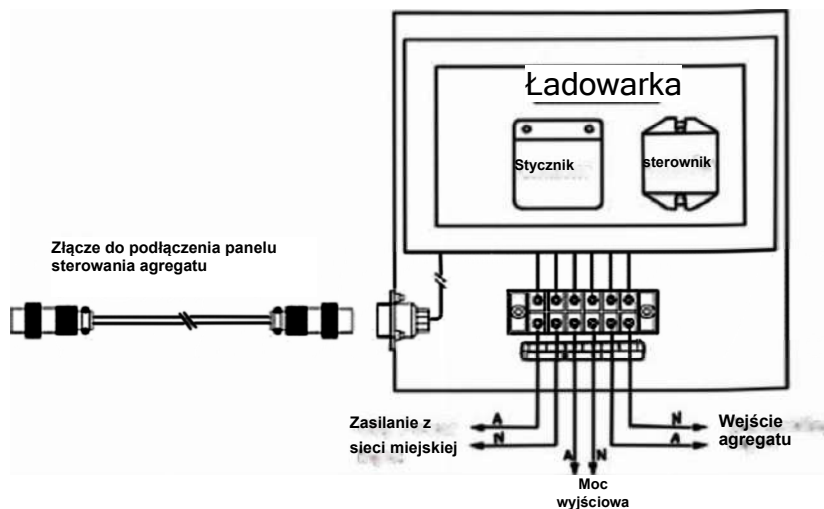 Ładowarka
Stycznik
sterownik
Złącze do podłączenia panelu
sterowania agregatu
Zasilanie z
sieci miejskiej
A
N
A
N
N
A
Wejście
agregatu
Moc
wyjściowa